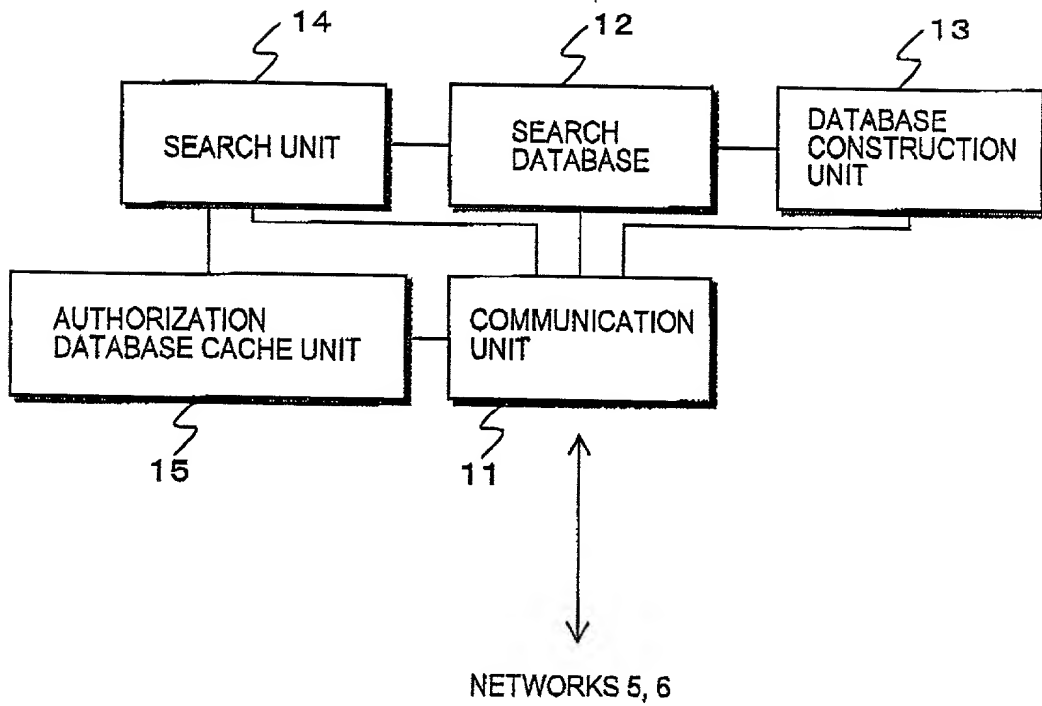 14
12
13
SEARCH UNIT
SEARCH
DATABASE
DATABASE
CONSTRUCTION
UNIT
AUTHORIZATION
DATABASE CACHE UNIT
COMMUNICATION
UNIT
15
11
NETWORKS 5, 6